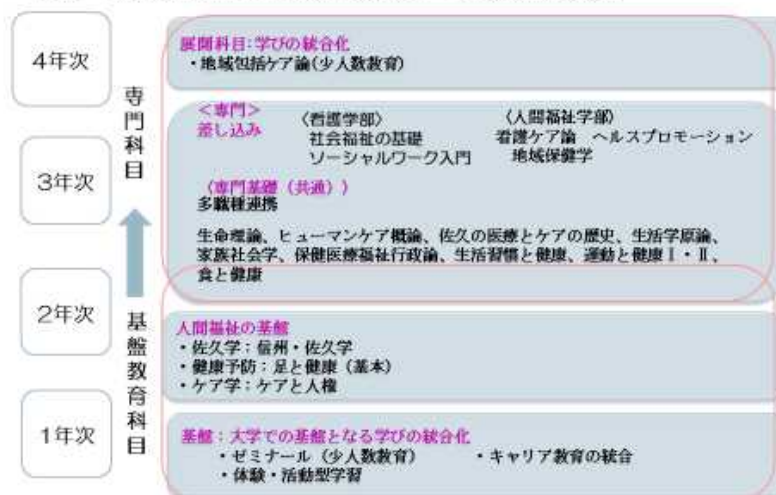 4年次
展開科目:学びの統合化
・地域包括ケア論(少人数教育)
専門科目
3年次
<専門>
差し込み
〈看護学部〉
社会福祉の基礎
ソーシャルワーク入門
〈人間福祉学部〉
看護ケア論 ヘルスプロモーション
地域保健学
(専門基礎(共通))
多職種連携
生命理論、ヒューマンケア概論、佐久の医療とケアの歴史、生活学原論、
家族社会学、保健医療福祉行政論、生活習慣と健康、運動と健康Ⅰ・Ⅱ、
食と健康
2年次
基盤教育科目
人間福祉の基盤
・佐久学:信州・佐久学
・健康予防:足と健康(基本)
・ケア学:ケアと人権
1年次
基盤:大学での基盤となる学びの統合化
・ゼミナール(少人数教育)
・キャリア教育の統合
・体験・活動型学習